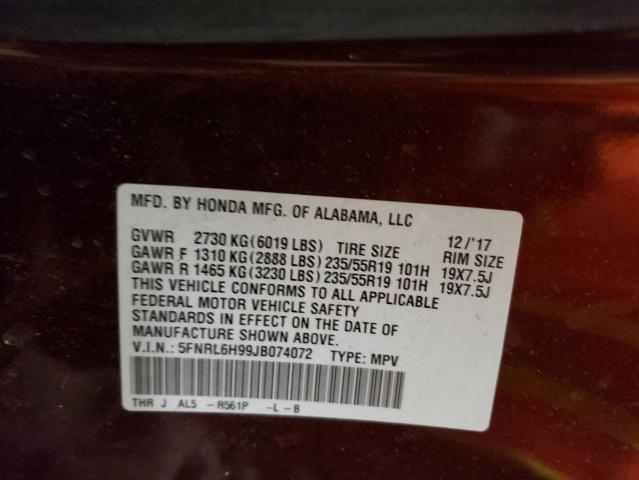 MFD. BY HONDA MFG. OF ALABAMA, LLC 12/'17
GVWR 2730 KG(6019 LBS) TIRE SIZE RIM SIZE
GAWR F 1310 KG(2888 LBS) 235/55R19 101H 19X7.5J
GAWR R 1465 KG(3230 LBS) 235/55R19 101H 19X7.5J
THIS VEHICLE CONFORMS TO ALL APPLICABLE
FEDERAL MOTOR VEHICLE SAFETY
STANDARDS IN EFFECT ON THE DATE OF
MANUFACTURE SHOWN ABOVE.
V.I.N.: 5FNRL6H99JB074072 TYPE: MPV
THR J AL5 -R561P -L-B